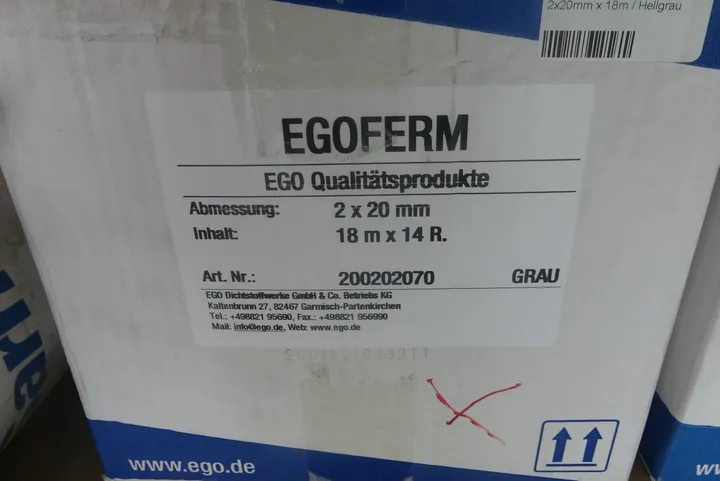 2x20mm x 18m / Hellgrau
EGOFERM
EGO Qualitätsprodukte
Abmessung: 2 x 20 mm
Inhalt: 18 m x 14 R.
Art. Nr.: 200202070 GRAU
EGO Dichtstoffwerke GmbH & Co. Betriebs KG
Kaltenbrunn 27, 82467 Garmisch-Partenkirchen
Tel.: +498821 95690, Fax.: +498821 956990
Mail: info@ego.de, Web: www.ego.de
www.ego.de